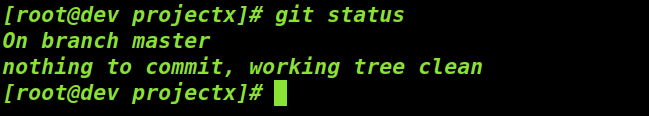 [root@dev projectx]# git status
On branch master
nothing to commit, working tree clean
[root@dev projectx]#